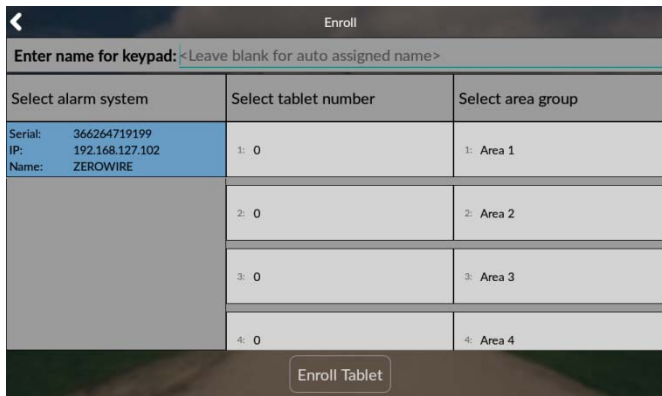 Enroll
Enter name for keypad: <Leave blank for auto assigned name>
Select alarm system
Select tablet number
Select area group
Serial: 366264719199
IP: 192.168.127.102
Name: ZEROWIRE
1: 0
1: Area 1
2: 0
2: Area 2
3: 0
3: Area 3
4: 0
4: Area 4
Enroll Tablet